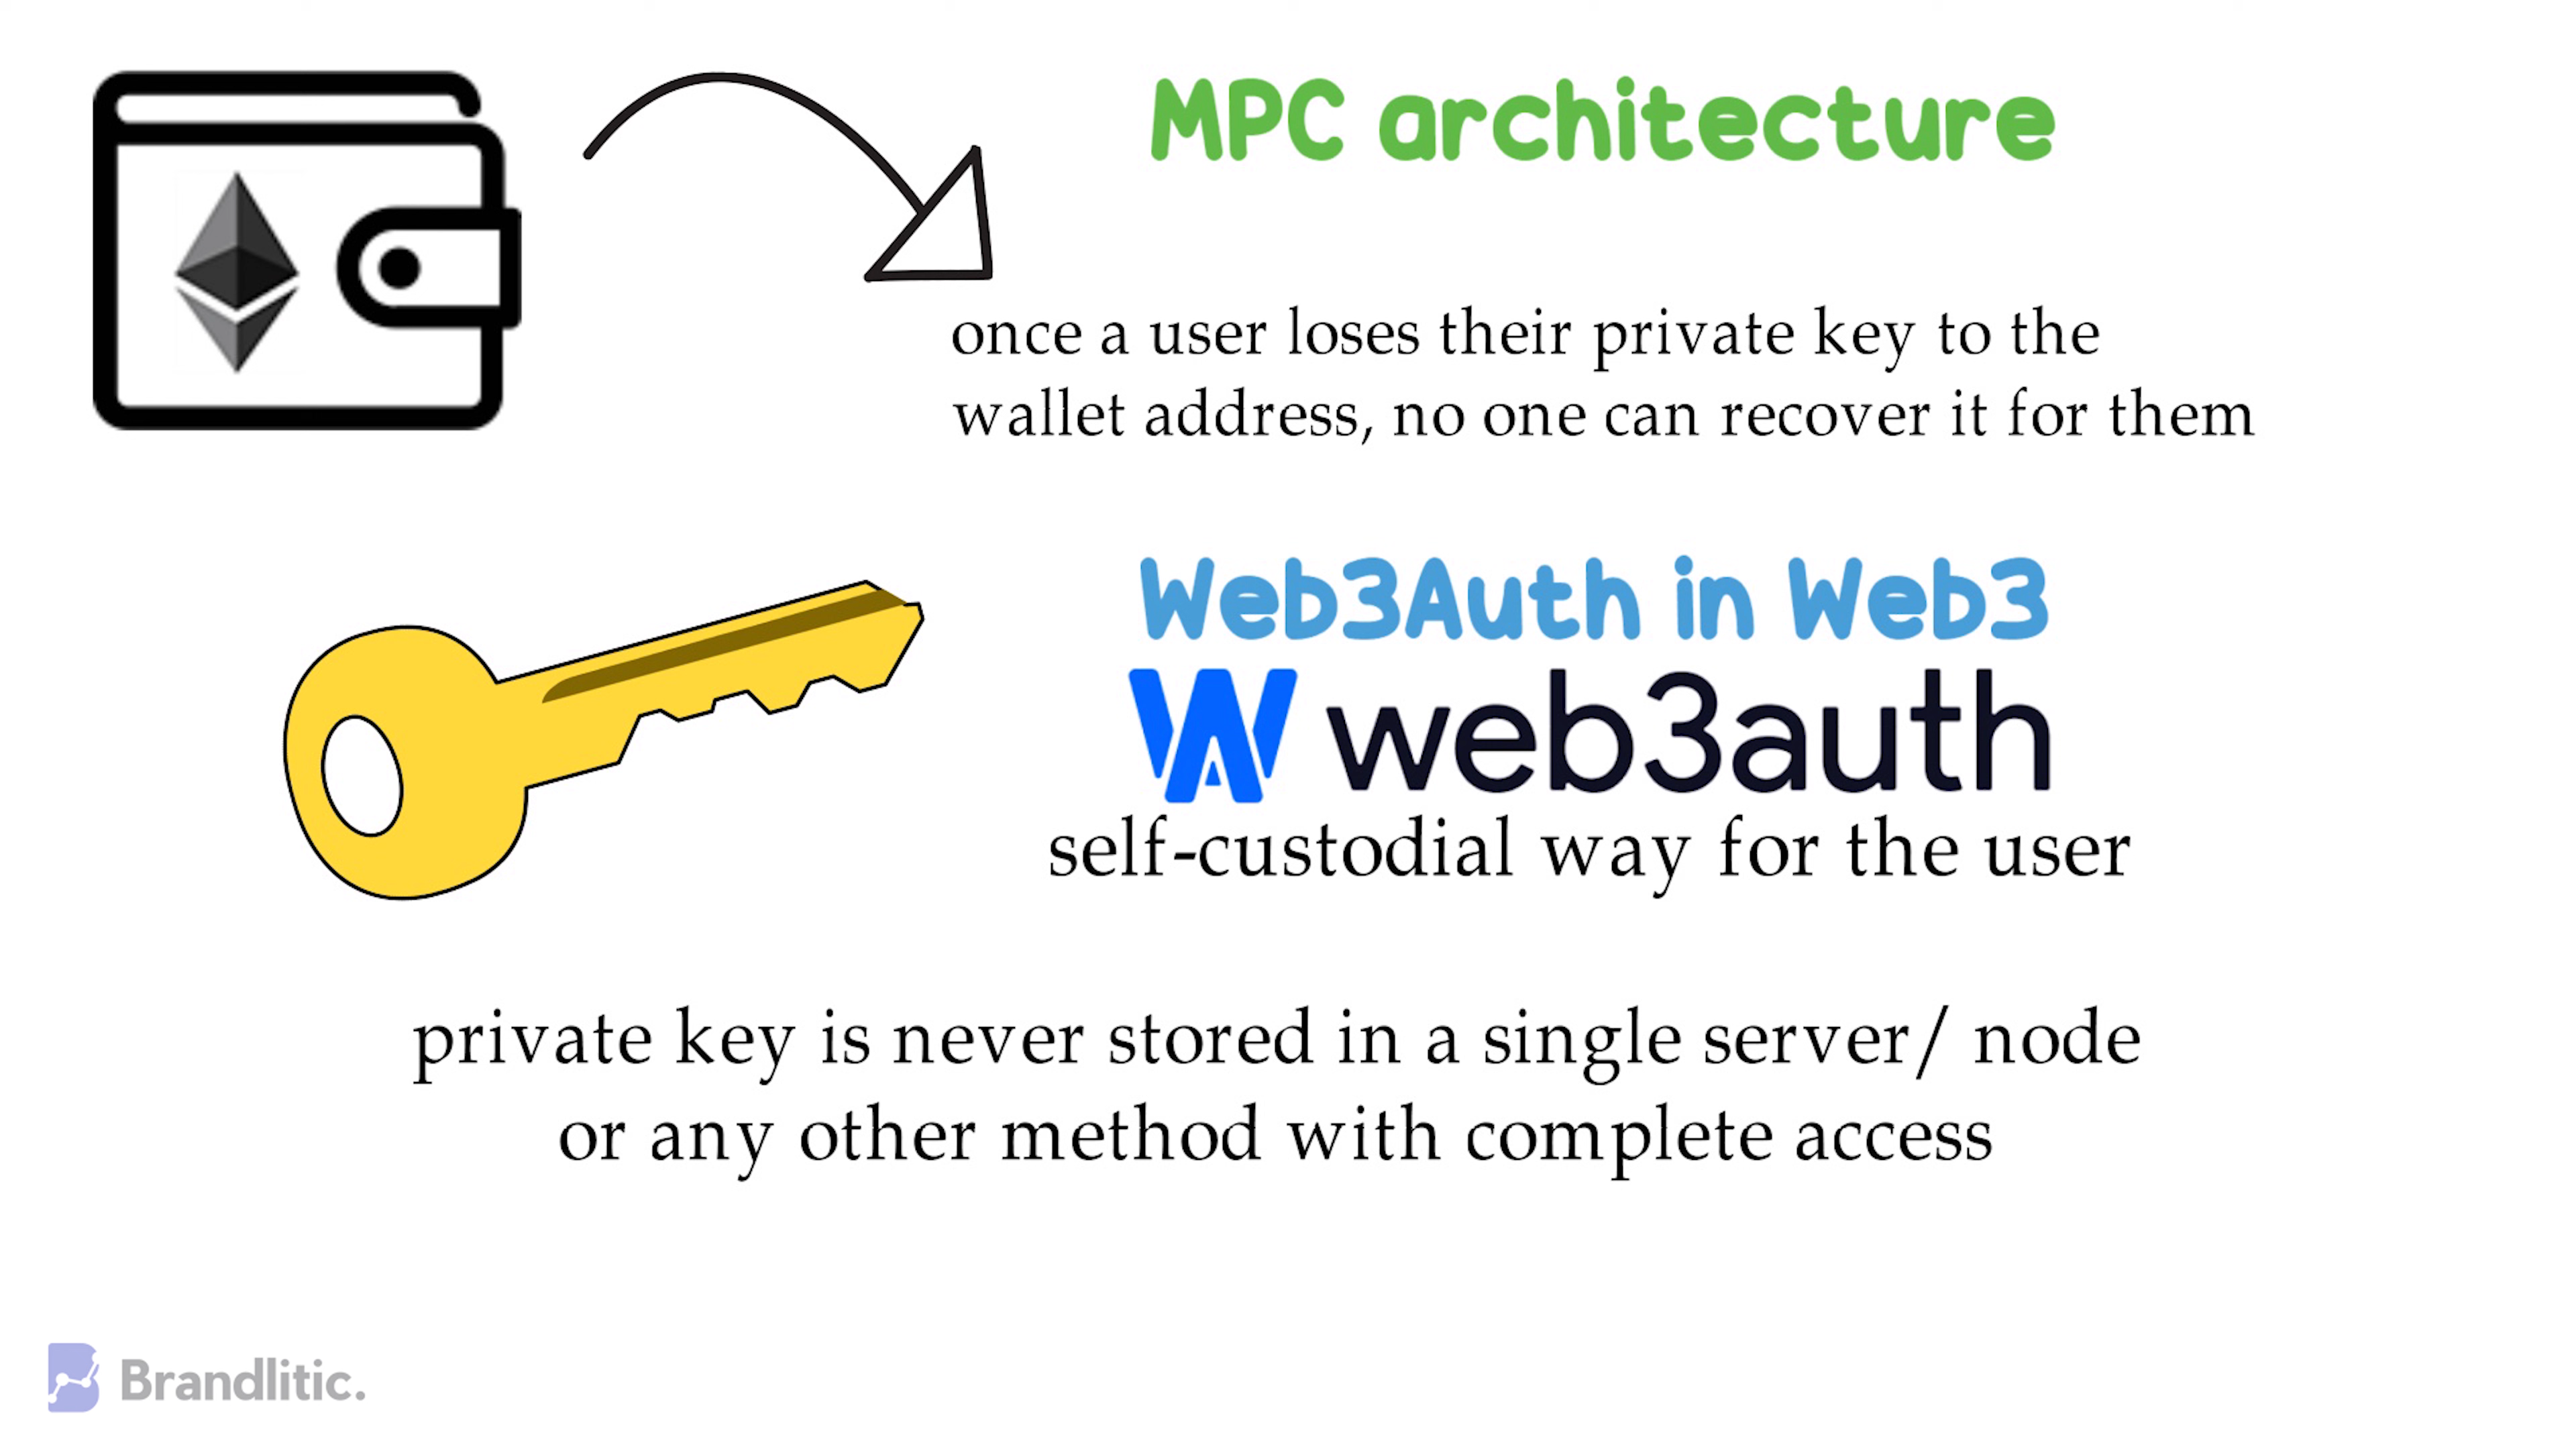 MPC architecture
once a user loses their private key to the
wallet address, no one can recover it for them
Web3Auth in Web3
web3auth
self-custodial way for the user
private key is never stored in a single server/ node
or any other method with complete access
Brandlitic.